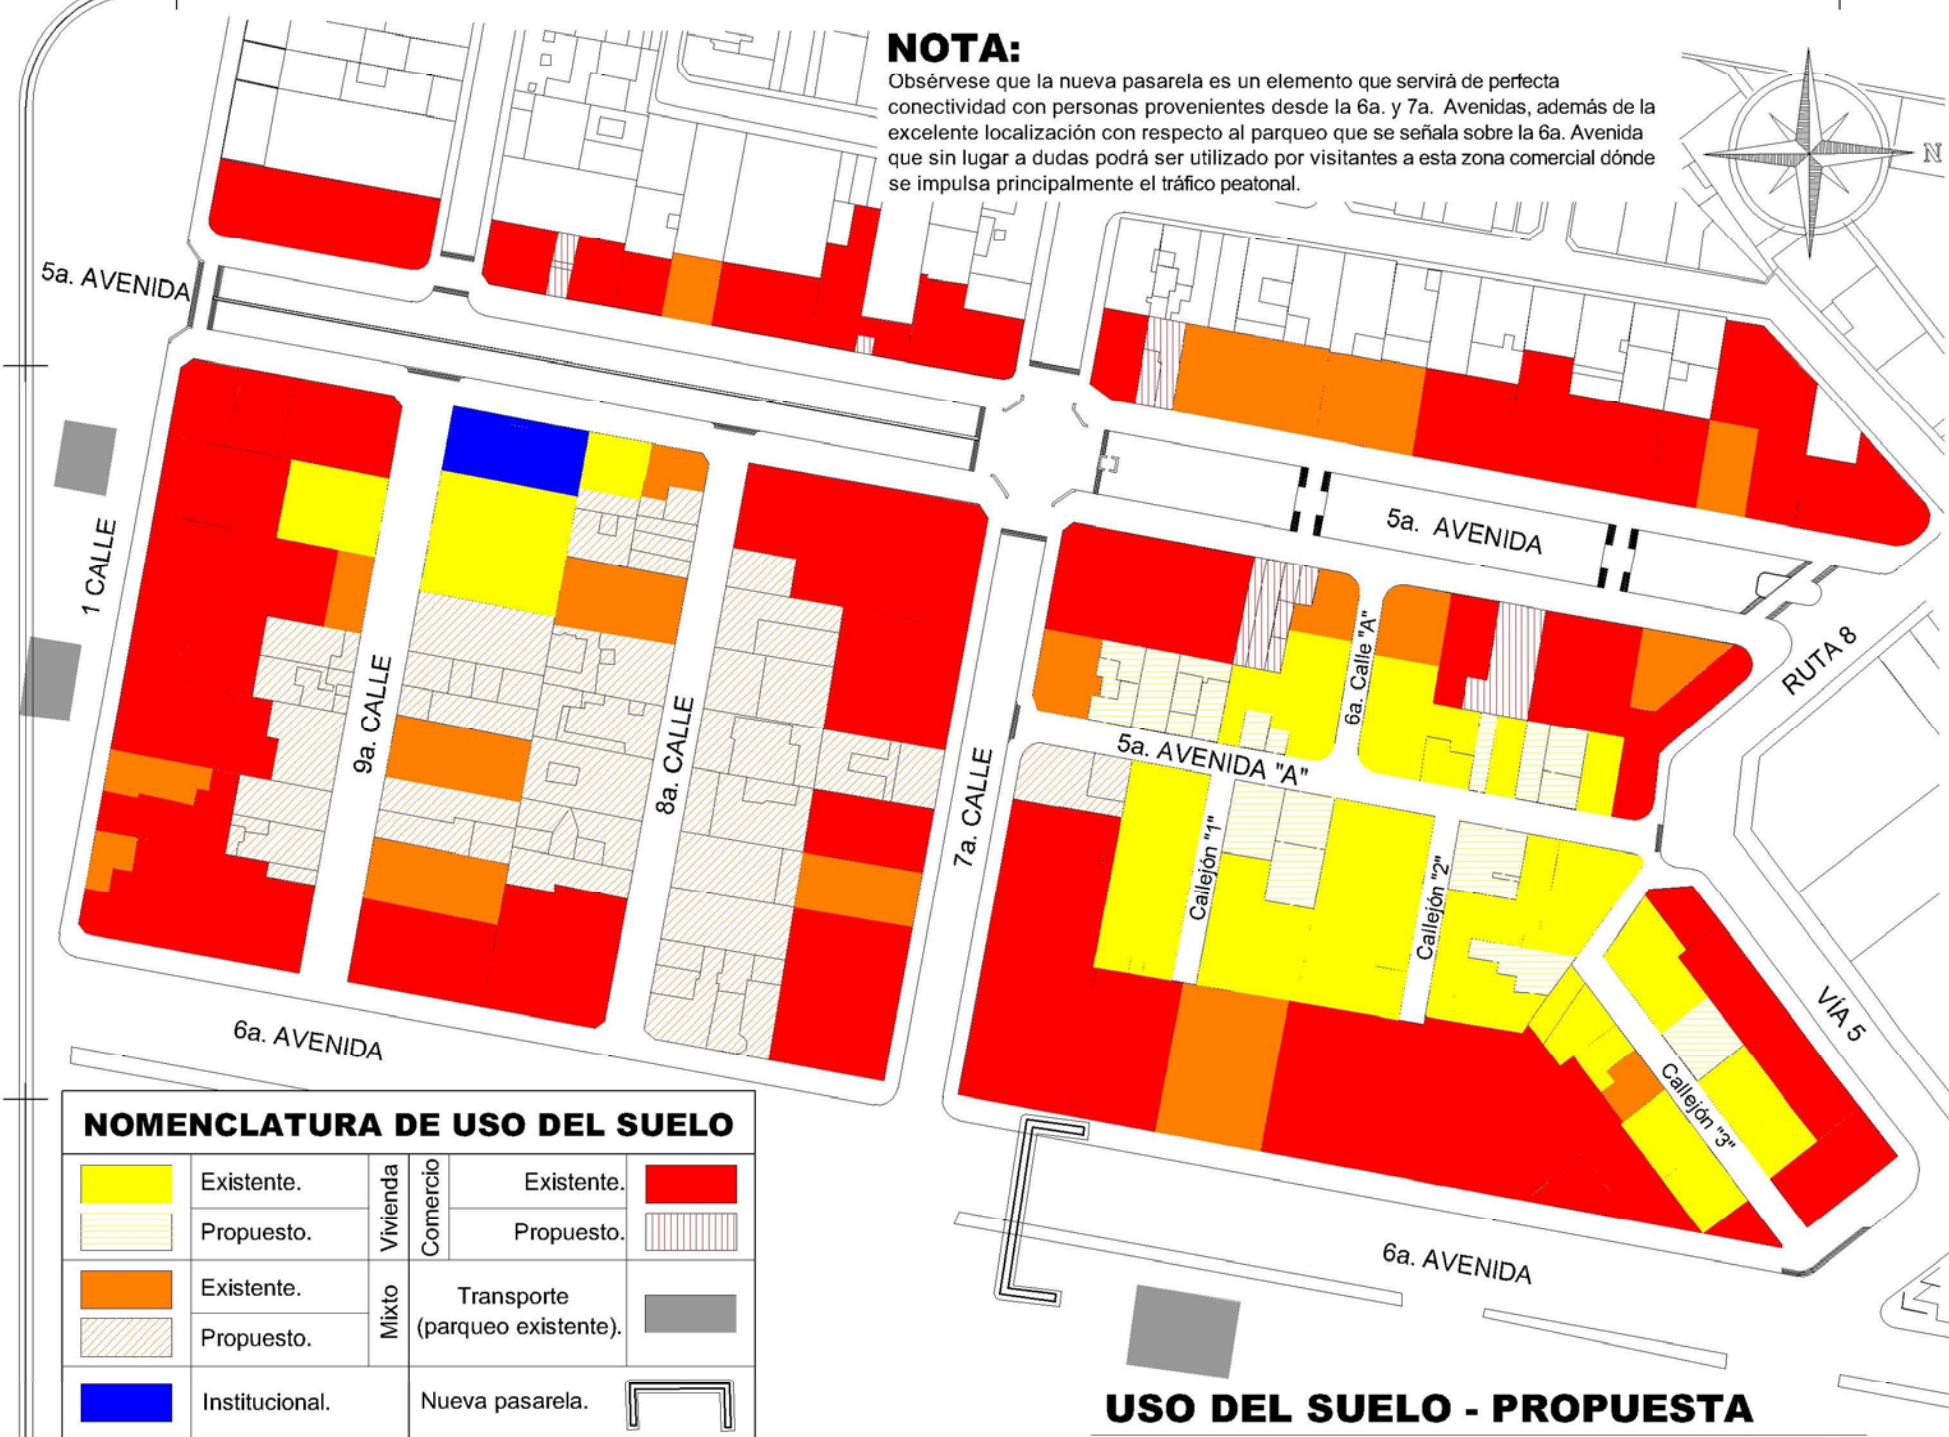 NOTA:
Obsérvese que la nueva pasarela es un elemento que servirá de perfecta
conectividad con personas provenientes desde la 6a. y 7a. Avenidas, además de la
excelente localización con respecto al parqueo que se señala sobre la 6a. Avenida
que sin lugar a dudas podrá ser utilizado por visitantes a esta zona comercial dónde
se impulsa principalmente el tráfico peatonal.
N
5a. AVENIDA
5a. AVENIDA
1 CALLE
9a. CALLE
8a. CALLE
7a. CALLE
6a. Calle "A"
RUTA 8
5a. AVENIDA "A"
Callejón "1"
Callejón "2"
VÍA 5
Callejón "3"
6a. AVENIDA
6a. AVENIDA
NOMENCLATURA DE USO DEL SUELO
Existente.
Propuesto.
Vivienda
Comercio
Existente.
Propuesto.
Existente.
Propuesto.
Mixto
Transporte
(parqueo existente).
Institucional.
Nueva pasarela.
USO DEL SUELO - PROPUESTA